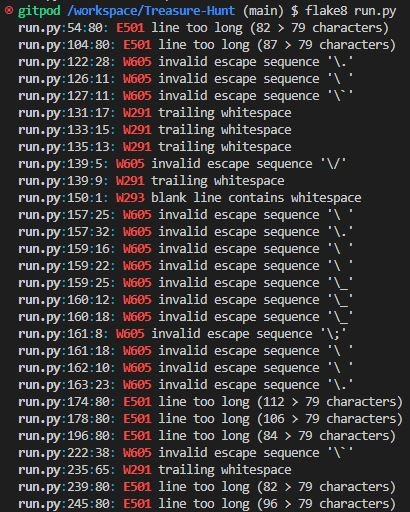 gitpod /workspace/Treasure-Hunt (main) $ flake8 run.py
run.py:54:80: E501 line too long (82 > 79 characters)
run.py:104:80: E501 line too long (87 > 79 characters)
run.py:122:28: W605 invalid escape sequence '\.'
run.py:126:11: W605 invalid escape sequence '\ '
run.py:127:11: W605 invalid escape sequence '\`'
run.py:131:17: W291 trailing whitespace
run.py:133:15: W291 trailing whitespace
run.py:135:13: W291 trailing whitespace
run.py:139:5: W605 invalid escape sequence '\/'
run.py:139:9: W291 trailing whitespace
run.py:150:1: W293 blank line contains whitespace
run.py:157:25: W605 invalid escape sequence '\ '
run.py:157:32: W605 invalid escape sequence '\.'
run.py:159:16: W605 invalid escape sequence '\ '
run.py:159:22: W605 invalid escape sequence '\ '
run.py:159:25: W605 invalid escape sequence '\_'
run.py:160:12: W605 invalid escape sequence '\_'
run.py:160:18: W605 invalid escape sequence '\_'
run.py:161:8: W605 invalid escape sequence '\;'
run.py:161:18: W605 invalid escape sequence '\ '
run.py:162:10: W605 invalid escape sequence '\ '
run.py:163:23: W605 invalid escape sequence '\.'
run.py:174:80: E501 line too long (112 > 79 characters)
run.py:178:80: E501 line too long (106 > 79 characters)
run.py:196:80: E501 line too long (84 > 79 characters)
run.py:222:38: W605 invalid escape sequence '\`'
run.py:235:65: W291 trailing whitespace
run.py:239:80: E501 line too long (82 > 79 characters)
run.py:245:80: E501 line too long (96 > 79 characters)